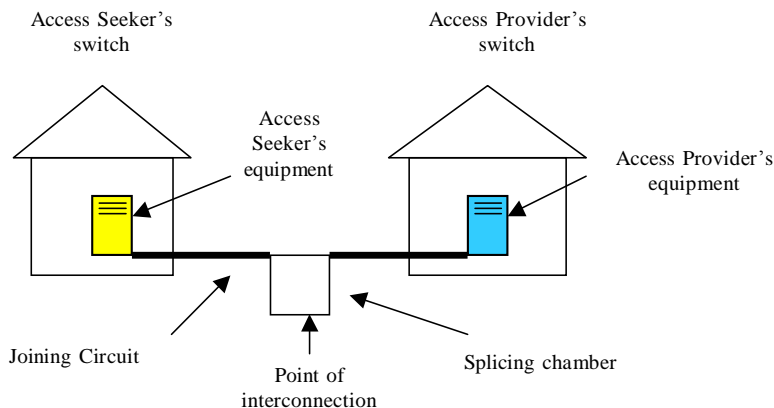 Access Seeker's
switch
Access Provider's
switch
Access
Seeker's
equipment
Access Provider's
equipment
Joining Circuit
Splicing chamber
Point of
interconnection